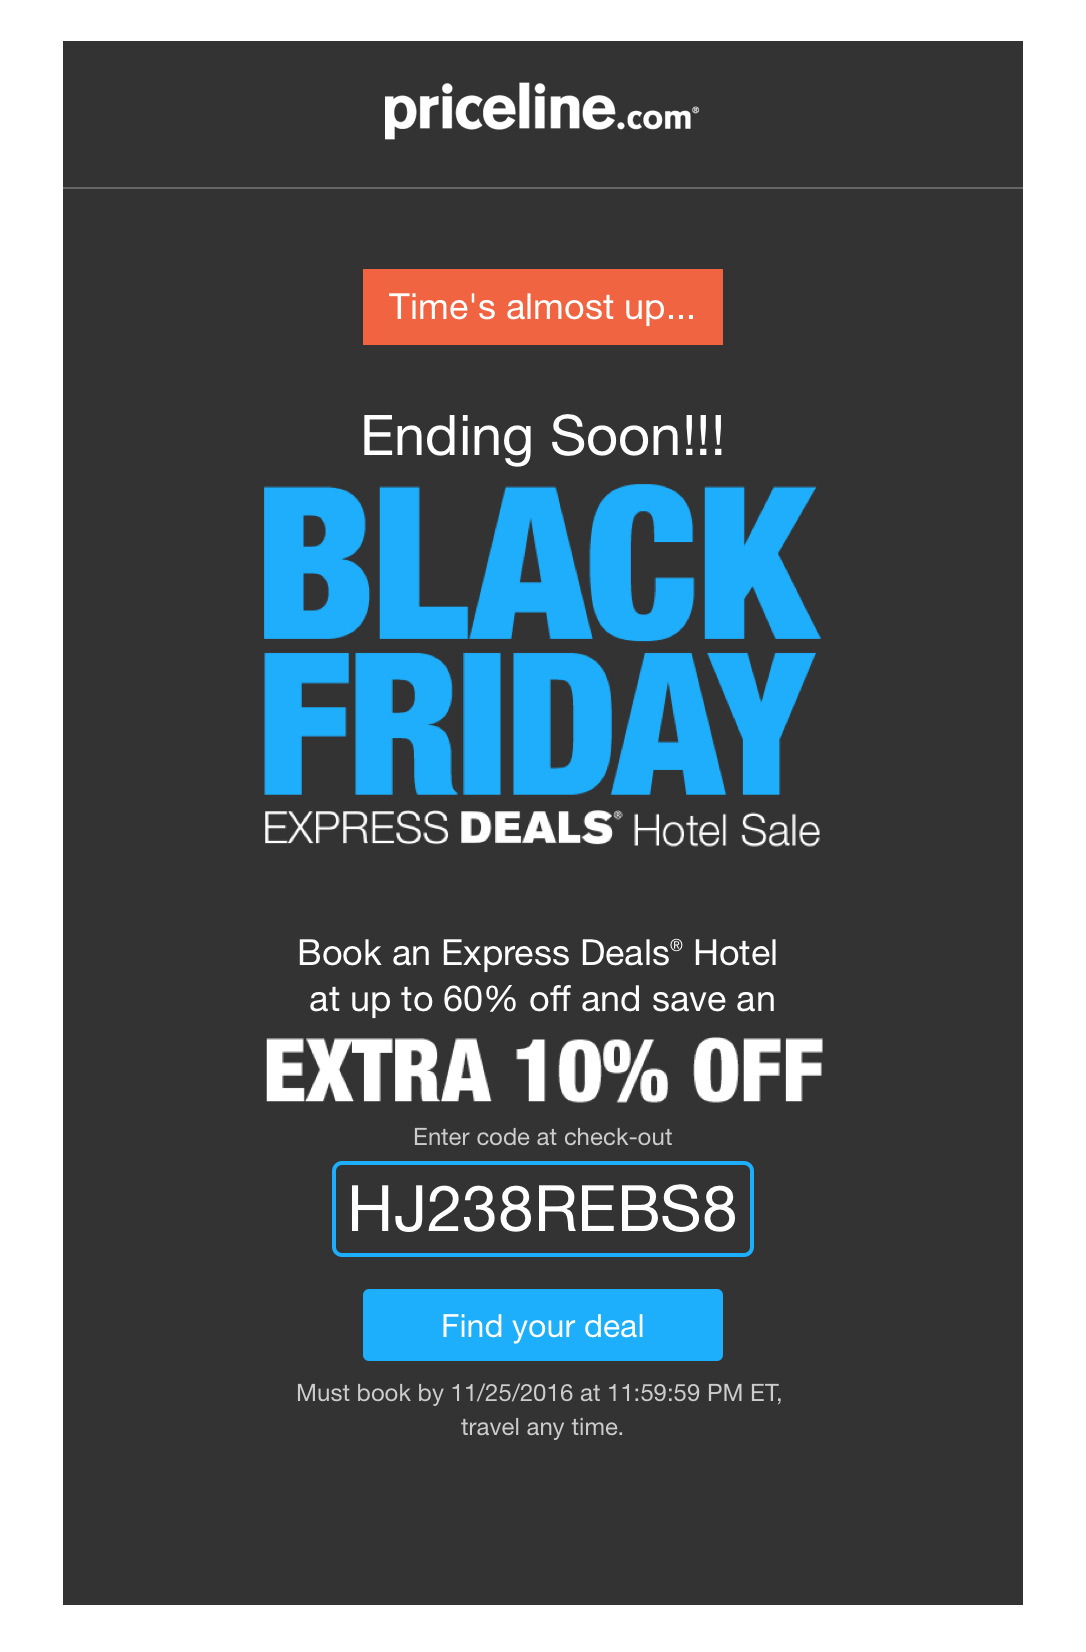 priceline.com®
Time's almost up...
Ending Soon!!!
BLACK
FRIDAY
EXPRESS DEALS® Hotel Sale
Book an Express Deals® Hotel
at up to 60% off and save an
EXTRA 10% OFF
Enter code at check-out
HJ238REBS8
Find your deal
Must book by 11/25/2016 at 11:59:59 PM ET,
travel any time.